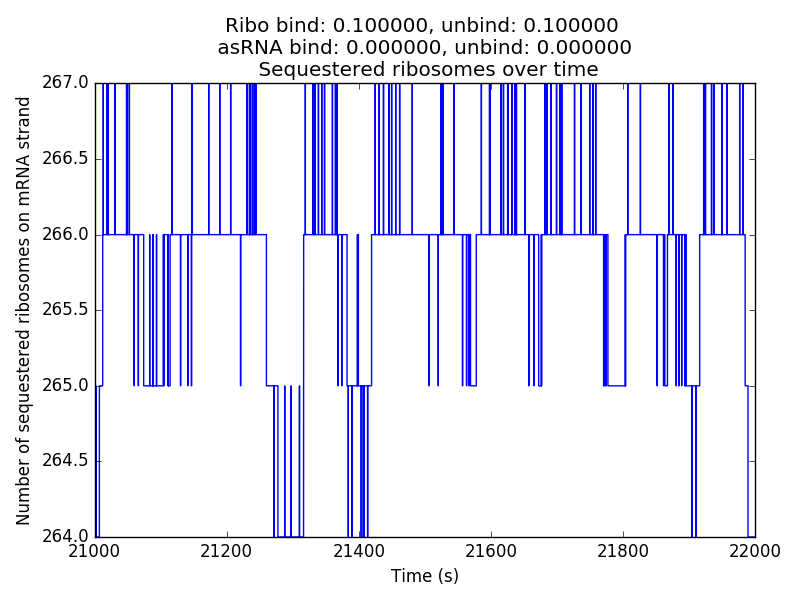 Ribo bind: 0.100000, unbind: 0.100000
asRNA bind: 0.000000, unbind: 0.000000
Sequestered ribosomes over time
Number of sequestered ribosomes on mRNA strand
267.0
266.5
266.0
265.5
265.0
264.5
264.0
21000 21200 21400 21600 21800 22000
Time (s)